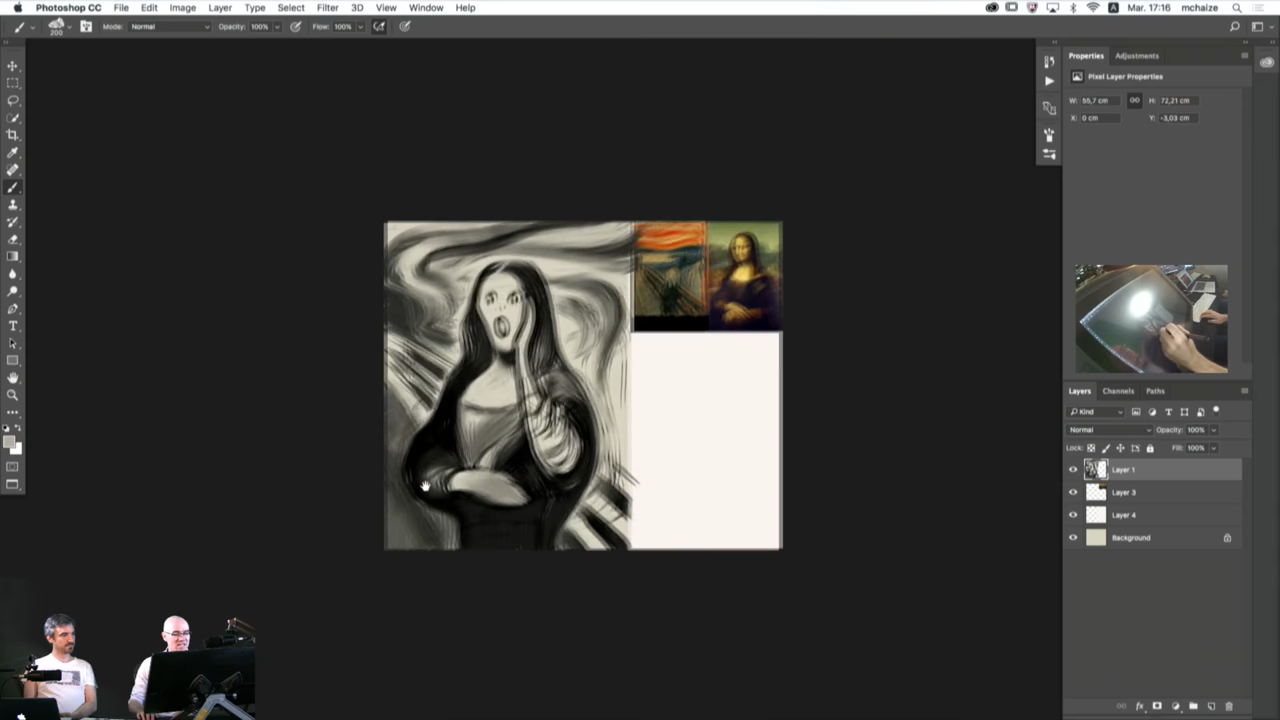 Photoshop CC File Edit Image Layer Type Select Filter 3D View Window Help
Mar. 17:16 mchaize
200 Mode: Normal Opacity: 100% Flow: 100%
Properties Adjustments
Pixel Layer Properties
W: 55,7 cm H: 72,21 cm
X: 0 cm Y: -3,03 cm
Layers Channels Paths
Kind
Normal Opacity: 100%
Lock: Fill: 100%
Layer 1
Layer 3
Layer 4
Background